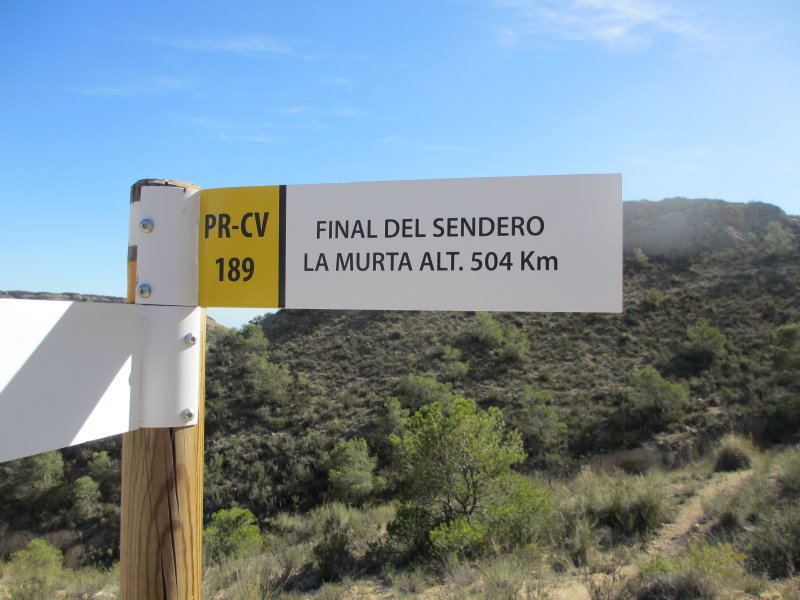 PR-CV
189
FINAL DEL SENDERO
LA MURTA ALT. 504 Km